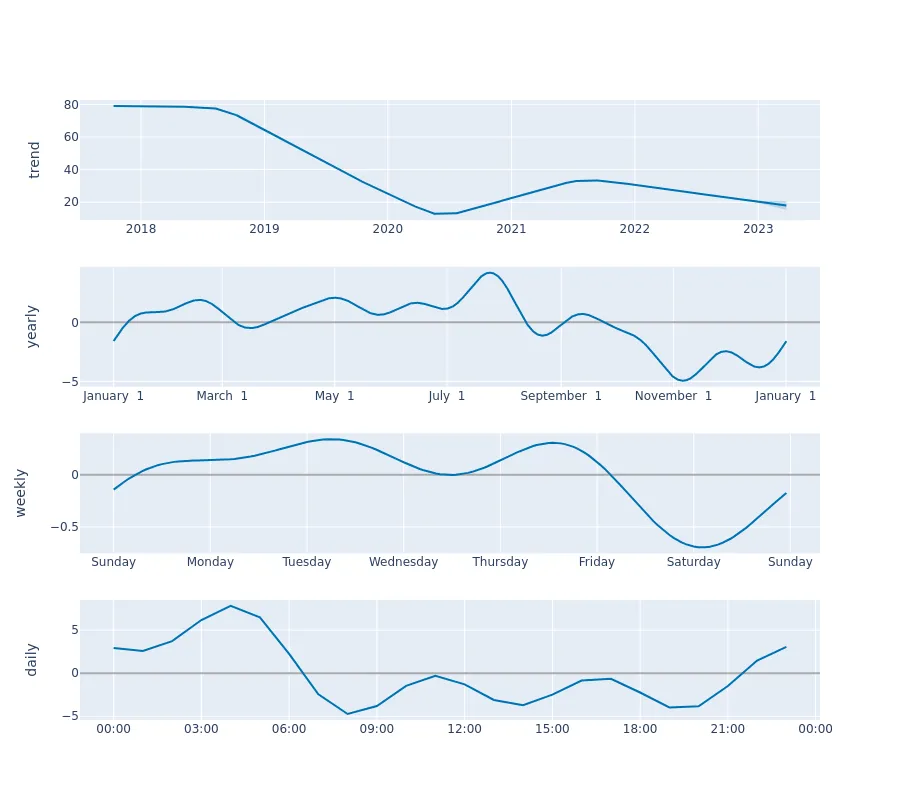 trend
80
60
40
20
2018 2019 2020 2021 2022 2023
yearly
0
−5
January 1 March 1 May 1 July 1 September 1 November 1 January 1
weekly
0
−0.5
Sunday Monday Tuesday Wednesday Thursday Friday Saturday Sunday
daily
5
0
−5
00:00 03:00 06:00 09:00 12:00 15:00 18:00 21:00 00:00